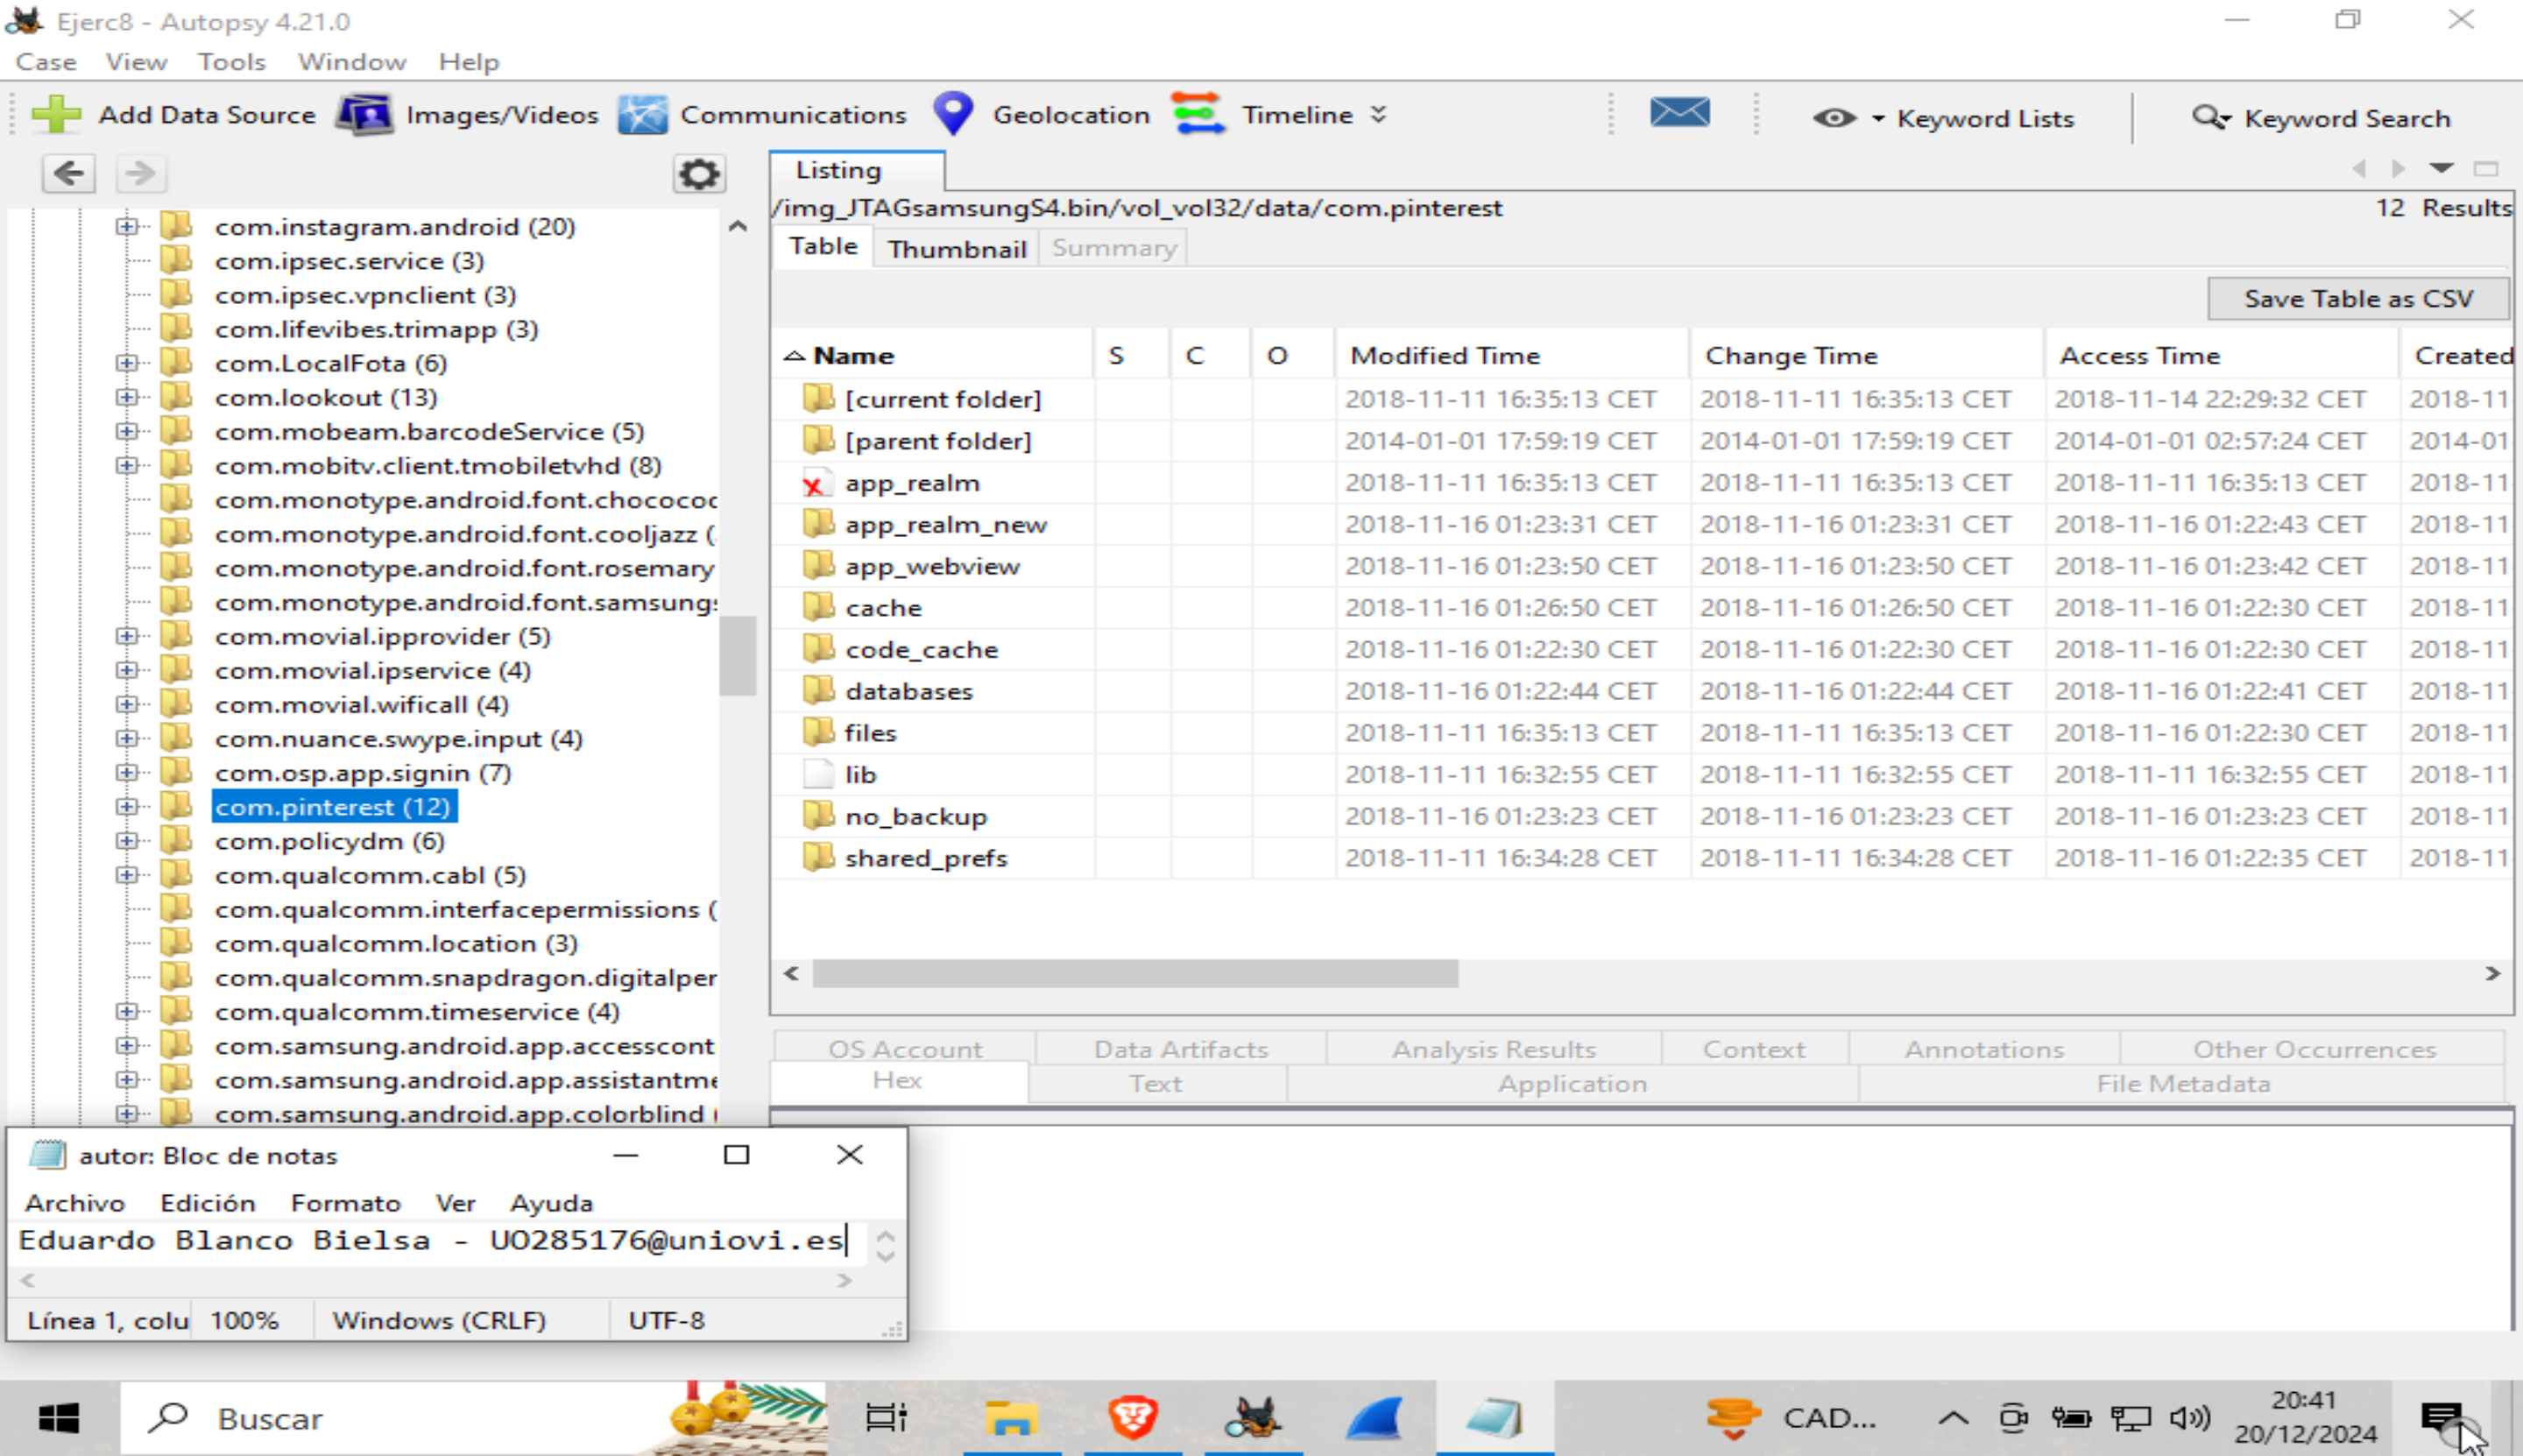 Ejerc8 - Autopsy 4.21.0
Case View Tools Window Help
Add Data Source Images/Videos Communications Geolocation Timeline Keyword Lists Keyword Search
com.instagram.android (20)
com.ipsec.service (3)
com.ipsec.vpnclient (3)
com.lifevibes.trimapp (3)
com.LocalFota (6)
com.lookout (13)
com.mobeam.barcodeService (5)
com.mobitv.client.tmobiletvhd (8)
com.monotype.android.font.chococoo
com.monotype.android.font.cooljazz (
com.monotype.android.font.rosemary
com.monotype.android.font.samsung
com.movial.ipprovider (5)
com.movial.ipservice (4)
com.movial.wificall (4)
com.nuance.swype.input (4)
com.osp.app.signin (7)
com.pinterest (12)
com.policydm (6)
com.qualcomm.cabl (5)
com.qualcomm.interfacepermissions (
com.qualcomm.location (3)
com.qualcomm.snapdragon.digitalper
com.qualcomm.timeservice (4)
com.samsung.android.app.accesscont
com.samsung.android.app.assistantme
com.samsung.android.app.colorblind (
Listing
/img_JTAGsamsungS4.bin/vol_vol32/data/com.pinterest 12 Results
Table Thumbnail Summary
Save Table as CSV
Name S C O Modified Time Change Time Access Time Created
[current folder] 2018-11-11 16:35:13 CET 2018-11-11 16:35:13 CET 2018-11-14 22:29:32 CET 2018-11
[parent folder] 2014-01-01 17:59:19 CET 2014-01-01 17:59:19 CET 2014-01-01 02:57:24 CET 2014-01
app_realm 2018-11-11 16:35:13 CET 2018-11-11 16:35:13 CET 2018-11-11 16:35:13 CET 2018-11
app_realm_new 2018-11-16 01:23:31 CET 2018-11-16 01:23:31 CET 2018-11-16 01:22:43 CET 2018-11
app_webview 2018-11-16 01:23:50 CET 2018-11-16 01:23:50 CET 2018-11-16 01:23:42 CET 2018-11
cache 2018-11-16 01:26:50 CET 2018-11-16 01:26:50 CET 2018-11-16 01:22:30 CET 2018-11
code_cache 2018-11-16 01:22:30 CET 2018-11-16 01:22:30 CET 2018-11-16 01:22:30 CET 2018-11
databases 2018-11-16 01:22:44 CET 2018-11-16 01:22:44 CET 2018-11-16 01:22:41 CET 2018-11
files 2018-11-11 16:35:13 CET 2018-11-11 16:35:13 CET 2018-11-16 01:22:30 CET 2018-11
lib 2018-11-11 16:32:55 CET 2018-11-11 16:32:55 CET 2018-11-11 16:32:55 CET 2018-11
no_backup 2018-11-16 01:23:23 CET 2018-11-16 01:23:23 CET 2018-11-16 01:23:23 CET 2018-11
shared_prefs 2018-11-11 16:34:28 CET 2018-11-11 16:34:28 CET 2018-11-16 01:22:35 CET 2018-11
OS Account Data Artifacts Analysis Results Context Annotations Other Occurrences
Hex Text Application File Metadata
autor: Bloc de notas
Archivo Edición Formato Ver Ayuda
Eduardo Blanco Bielsa - UO285176@uniovi.es
Línea 1, colu 100% Windows (CRLF) UTF-8
Buscar
CAD...
20:41
20/12/2024